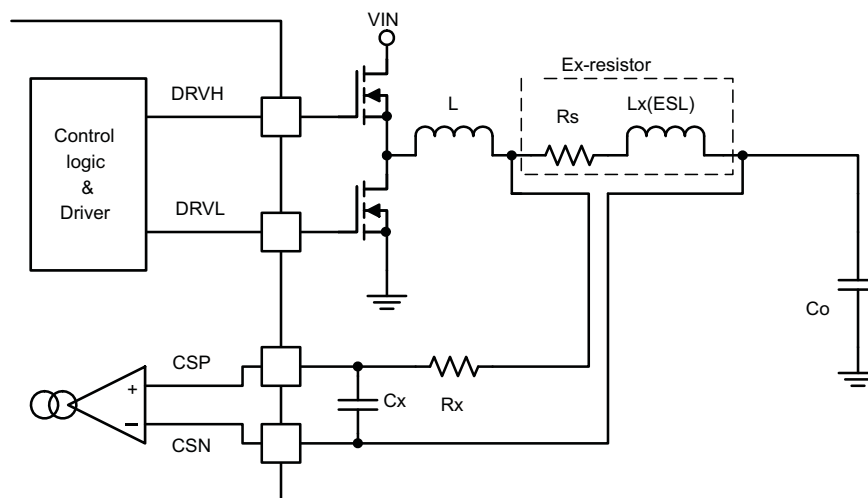 VIN
Ex-resistor
DRVH
L
Rs
Lx(ESL)
Control
logic
&
Driver
DRVL
Co
CSP
+
Cx
Rx
−
CSN